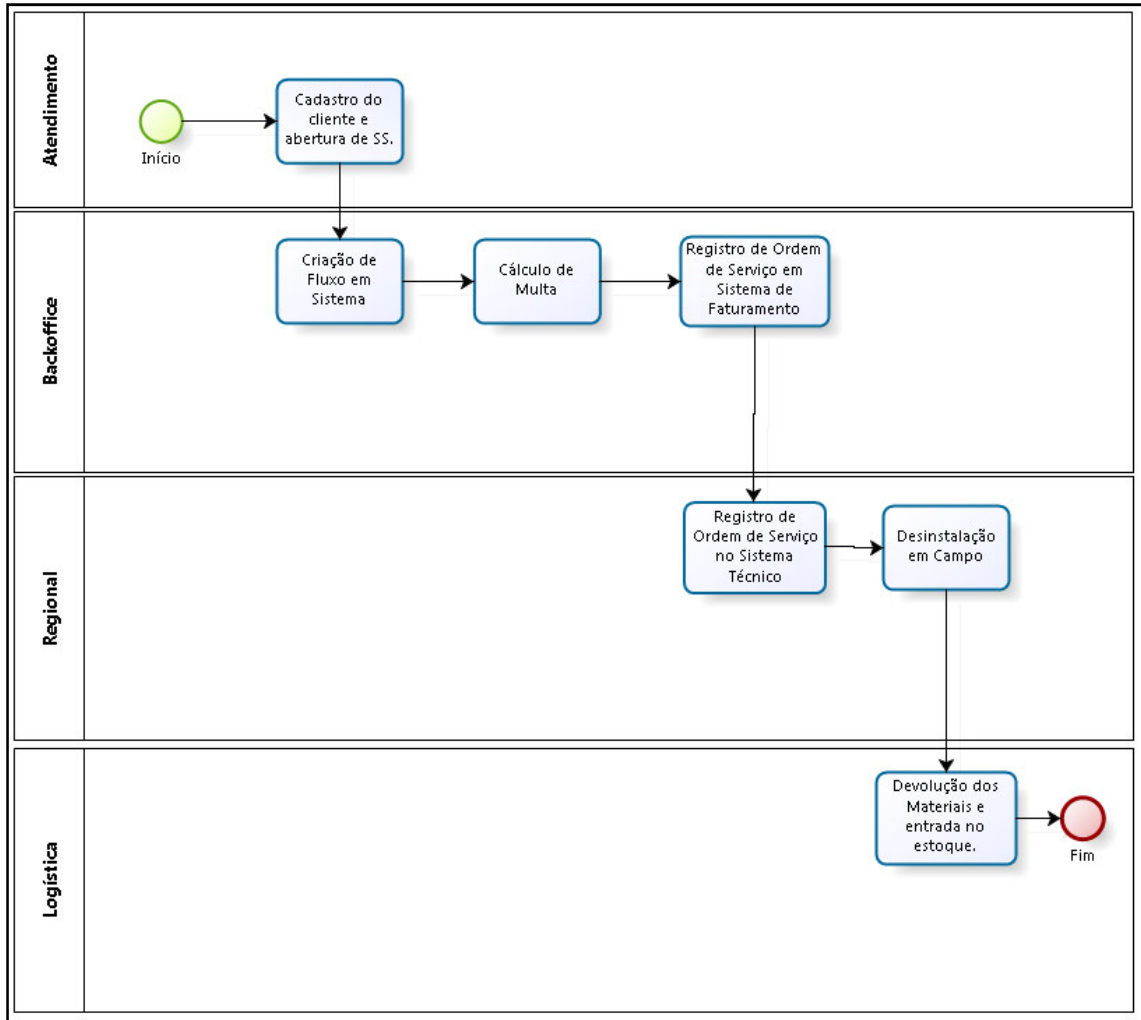 Atendimento
Início
Cadastro do
cliente e
abertura de SS.
Backoffice
Criação de
Fluxo em
Sistema
Cálculo de
Multa
Registro de Ordem
de Serviço em
Sistema de
Faturamento
Regional
Registro de
Ordem de Serviço
no Sistema
Técnico
Desinstalação
em Campo
Logística
Devolução dos
Materiais e
entrada no
estoque.
Fim